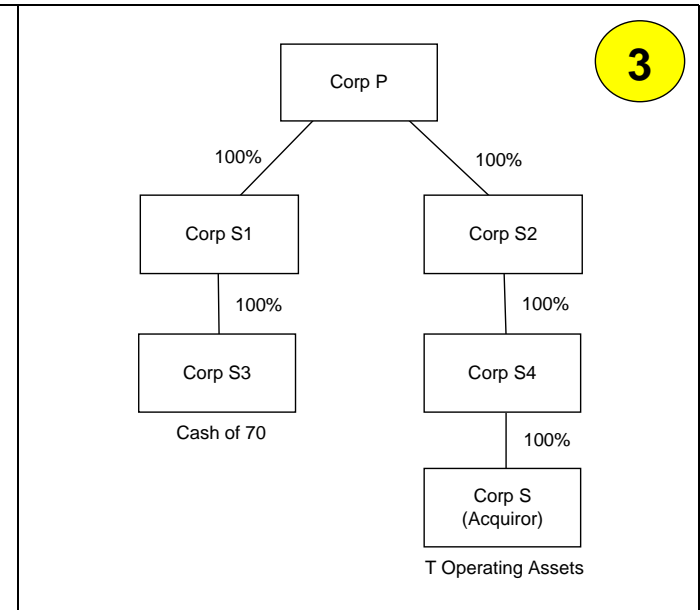 3
Corp P
100%
100%
Corp S1
Corp S2
100%
100%
Corp S3
Corp S4
Cash of 70
100%
Corp S
(Acquiror)
T Operating Assets